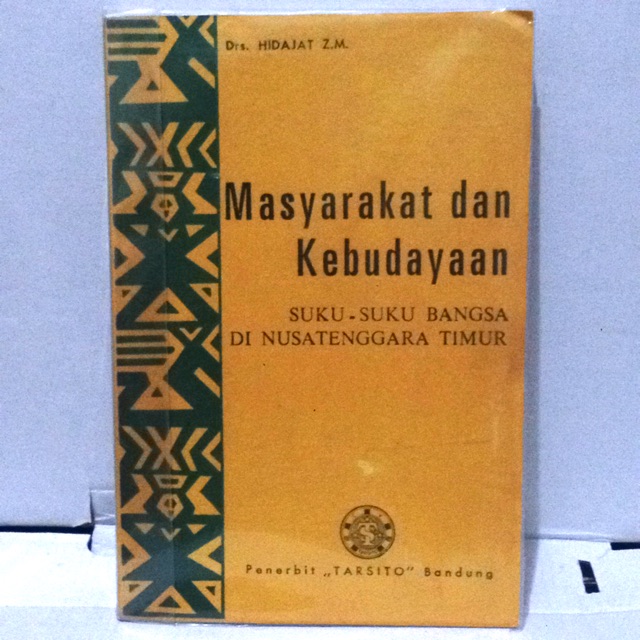 Drs. HIDAJAT Z.M.
Masyarakat dan
Kebudayaan
SUKU-SUKU BANGSA
DI NUSATENGGARA TIMUR
Penerbit „TARSITO" Bandung